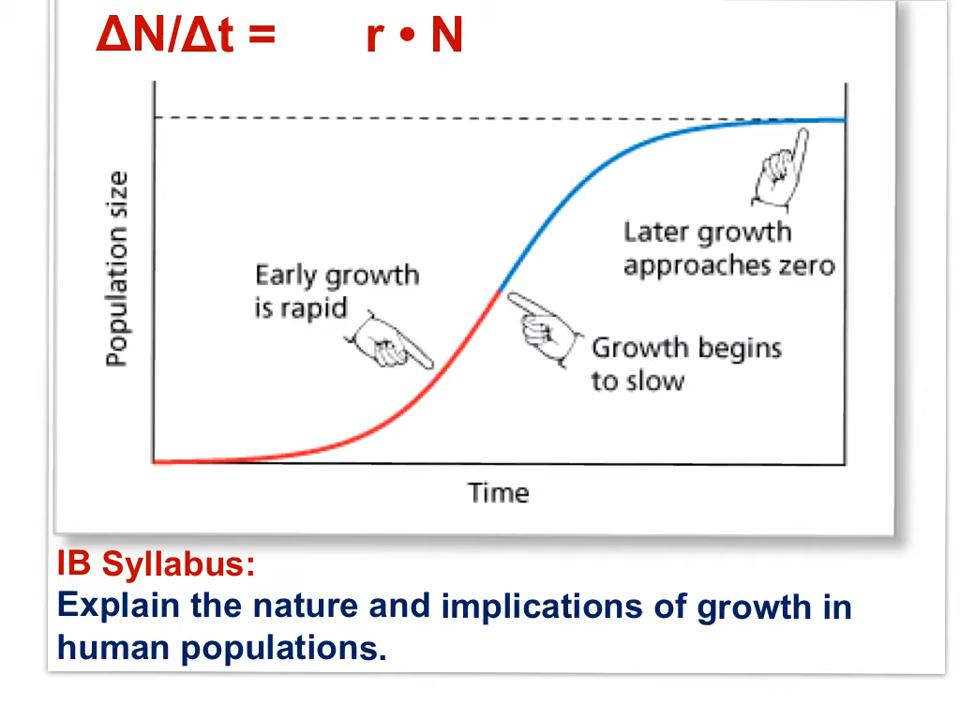 ΔN/Δt = r • N
Population size
Early growth
is rapid
Later growth
approaches zero
Growth begins
to slow
Time
IB Syllabus:
Explain the nature and implications of growth in
human populations.